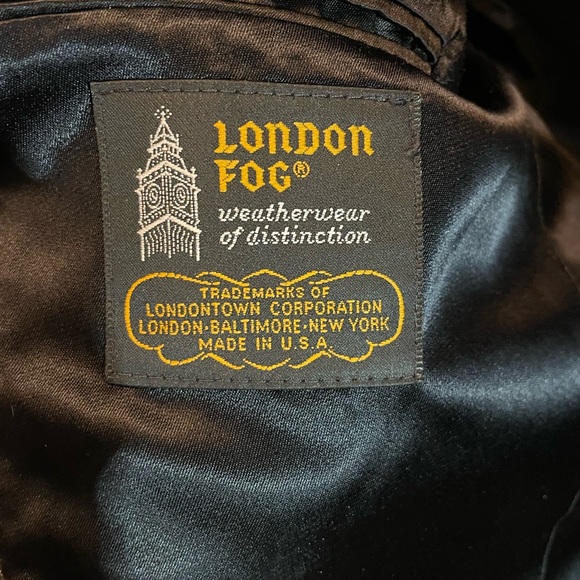 LONDON
FOG®
weatherwear
of distinction
TRADEMARKS OF
LONDONTOWN CORPORATION
LONDON·BALTIMORE·NEW YORK
MADE IN U.S.A.